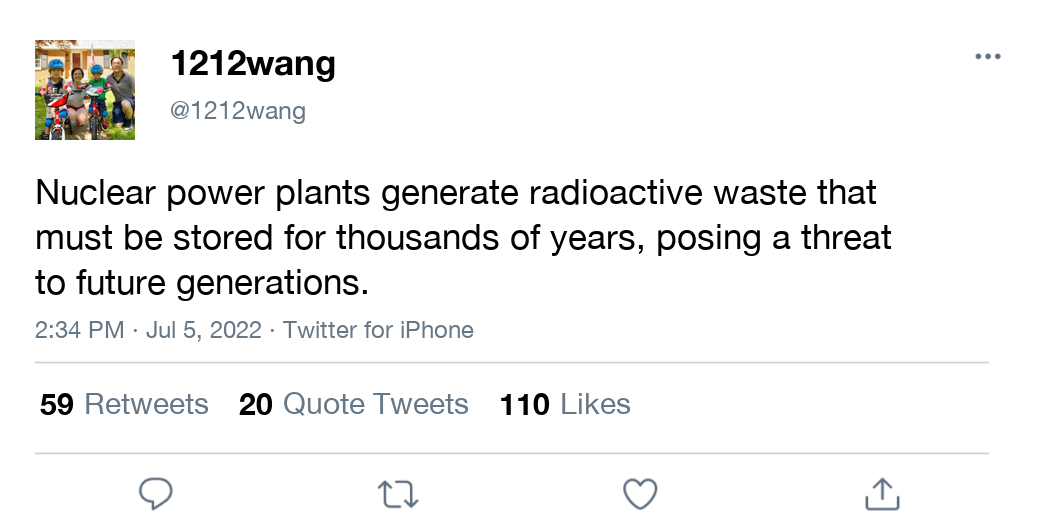 1212wang
@1212wang
Nuclear power plants generate radioactive waste that
must be stored for thousands of years, posing a threat
to future generations.
2:34 PM · Jul 5, 2022 · Twitter for iPhone
59 Retweets 20 Quote Tweets 110 Likes